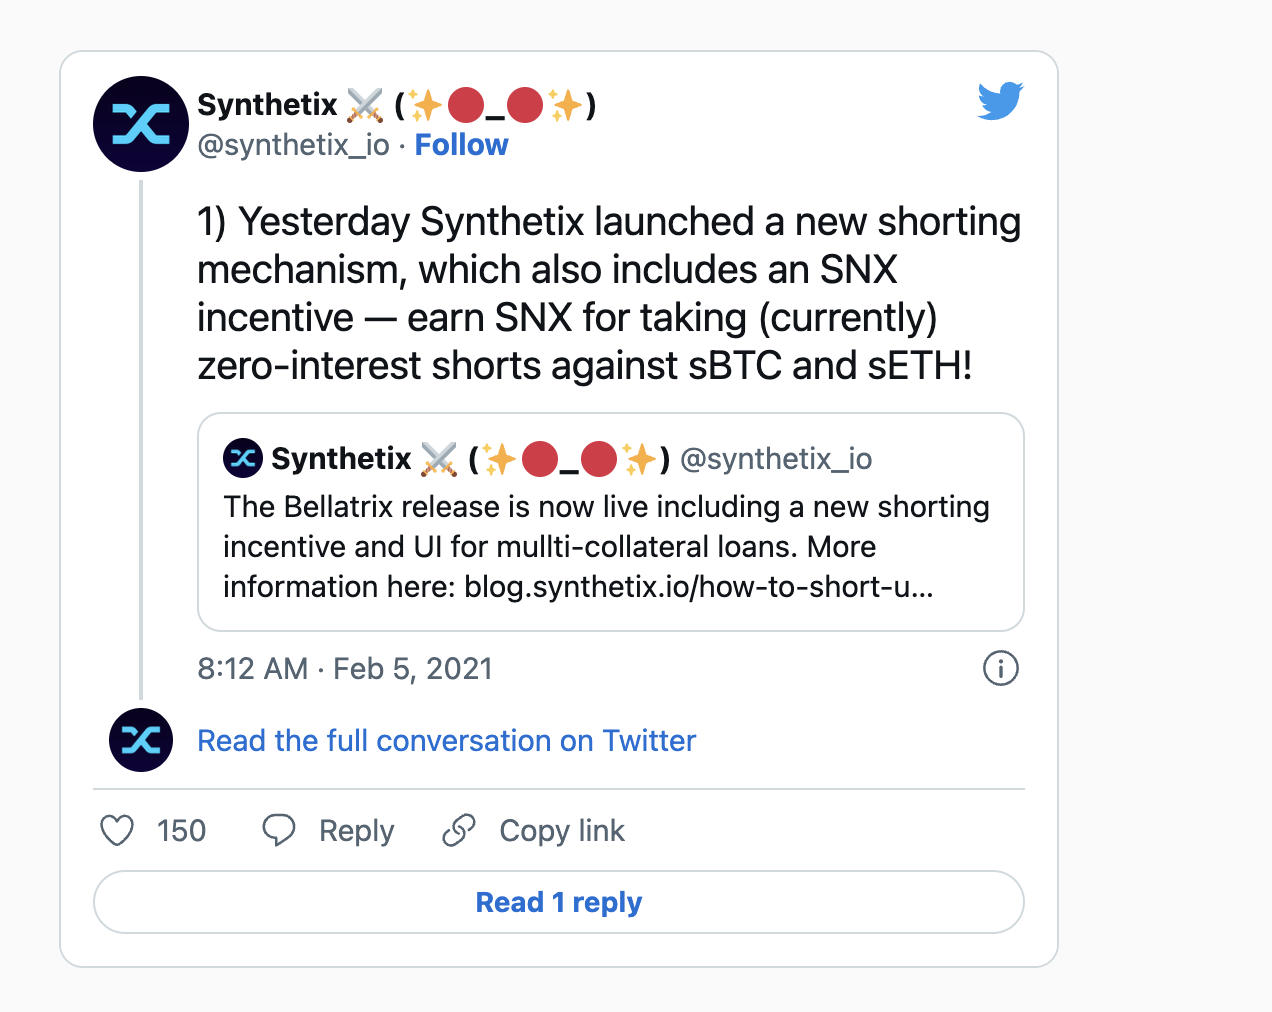 Synthetix ⚔️ (✨🔴_🔴✨)
@synthetix_io · Follow
1) Yesterday Synthetix launched a new shorting
mechanism, which also includes an SNX
incentive — earn SNX for taking (currently)
zero-interest shorts against sBTC and sETH!
Synthetix ⚔️ (✨🔴_🔴✨) @synthetix_io
The Bellatrix release is now live including a new shorting
incentive and UI for mullti-collateral loans. More
information here: blog.synthetix.io/how-to-short-u...
8:12 AM · Feb 5, 2021
Read the full conversation on Twitter
150 Reply Copy link
Read 1 reply